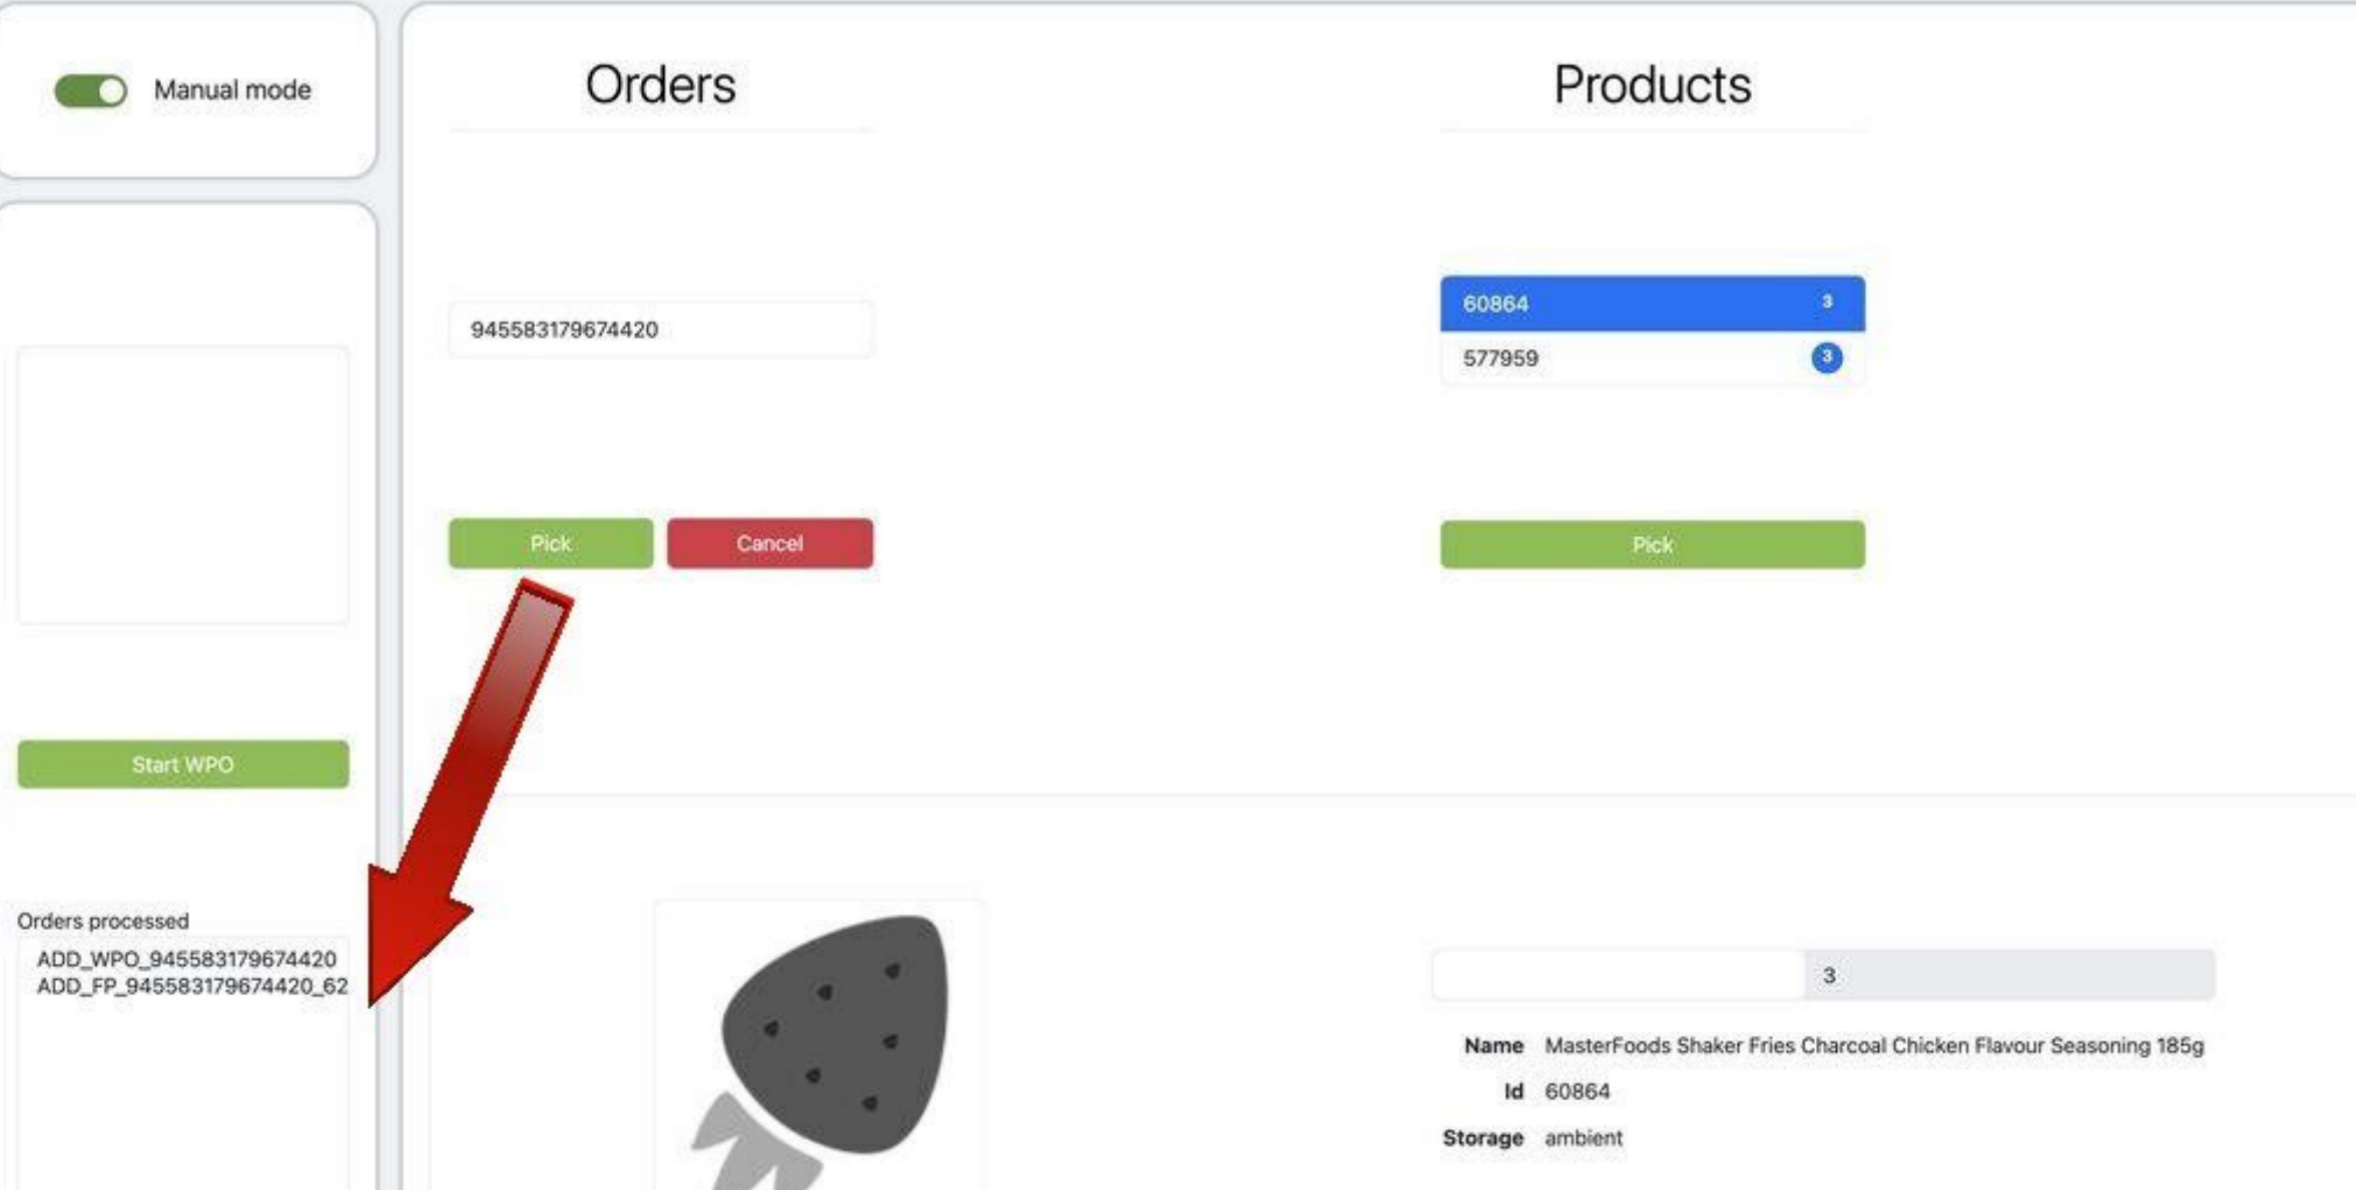 Manual mode
Orders
Products
945583179674420
60864 3
577959 3
Pick
Cancel
Pick
Start WPO
Orders processed
ADD_WPO_945583179674420
ADD_FP_945583179674420_62
3
Name MasterFoods Shaker Fries Charcoal Chicken Flavour Seasoning 185g
Id 60864
Storage ambient